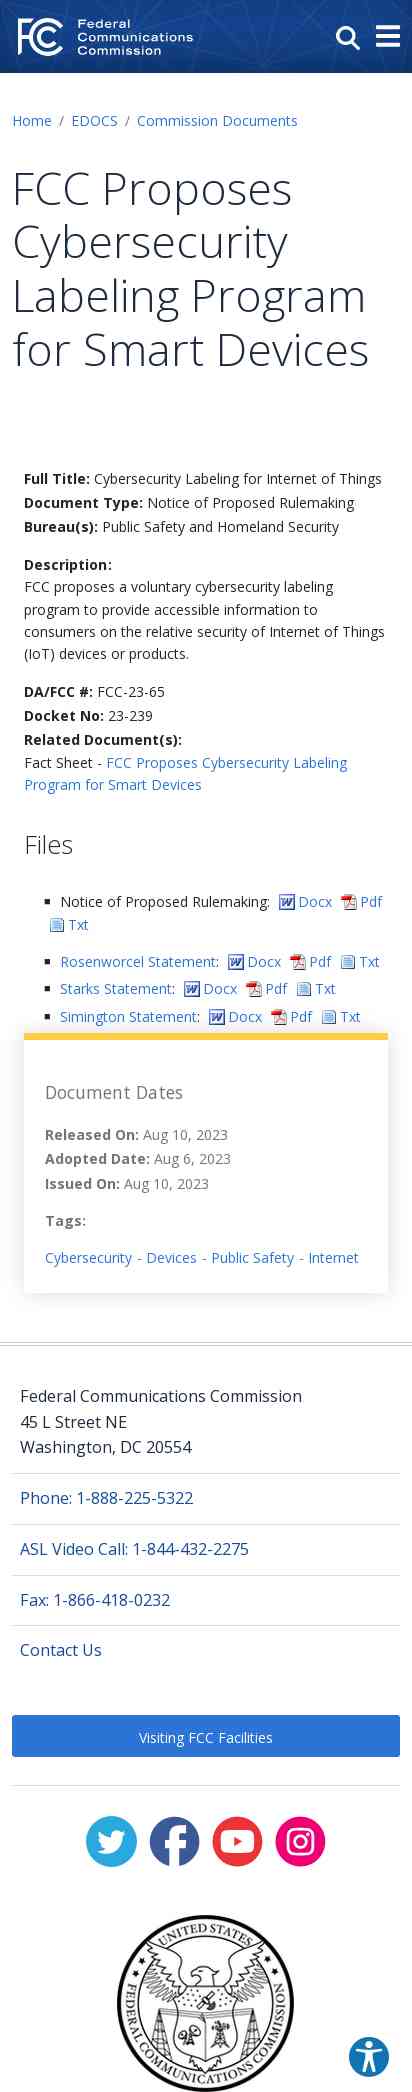 Federal
Communications
Commission
Home / EDOCS / Commission Documents
FCC Proposes
Cybersecurity
Labeling Program
for Smart Devices
Full Title: Cybersecurity Labeling for Internet of Things
Document Type: Notice of Proposed Rulemaking
Bureau(s): Public Safety and Homeland Security
Description:
FCC proposes a voluntary cybersecurity labeling
program to provide accessible information to
consumers on the relative security of Internet of Things
(IoT) devices or products.
DA/FCC #: FCC-23-65
Docket No: 23-239
Related Document(s):
Fact Sheet - FCC Proposes Cybersecurity Labeling
Program for Smart Devices
Files
Notice of Proposed Rulemaking: Docx Pdf
Txt
Rosenworcel Statement: Docx Pdf Txt
Starks Statement: Docx Pdf Txt
Simington Statement: Docx Pdf Txt
Document Dates
Released On: Aug 10, 2023
Adopted Date: Aug 6, 2023
Issued On: Aug 10, 2023
Tags:
Cybersecurity - Devices - Public Safety - Internet
Federal Communications Commission
45 L Street NE
Washington, DC 20554
Phone: 1-888-225-5322
ASL Video Call: 1-844-432-2275
Fax: 1-866-418-0232
Contact Us
Visiting FCC Facilities
UNITED STATES
FEDERAL COMMUNICATIONS COMMISSION